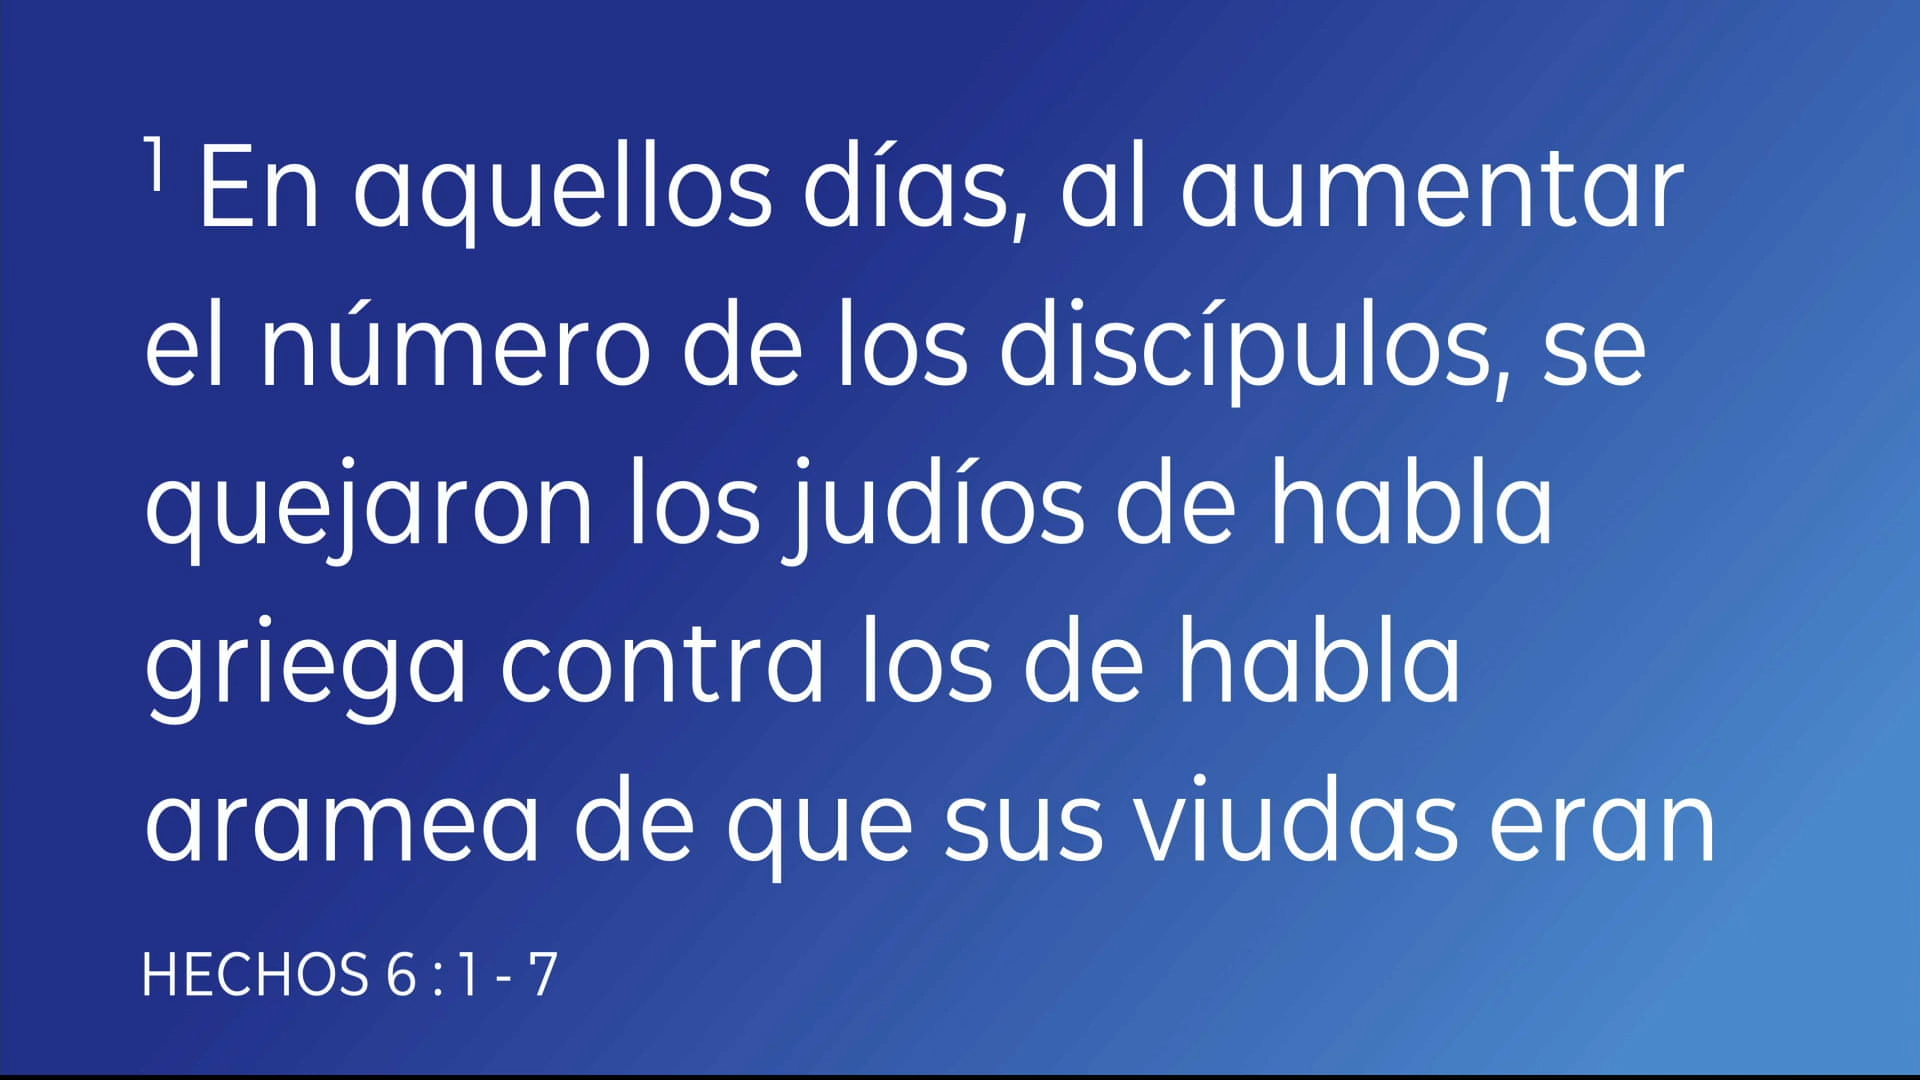 1 En aquellos días, al aumentar
el número de los discípulos, se
quejaron los judíos de habla
griega contra los de habla
aramea de que sus viudas eran
HECHOS 6 : 1 - 7